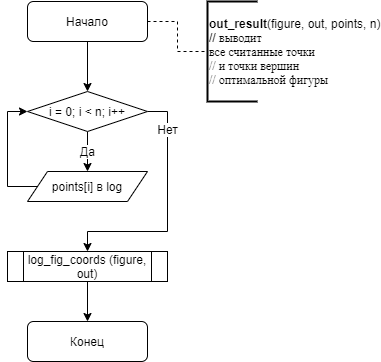 Начало
out_result(figure, out, points, n)
// выводит
все считанные точки
// и точки вершин
// оптимальной фигуры
i = 0; i < n; i++
Нет
Да
points[i] в log
log_fig_coords (figure,
out)
Конец